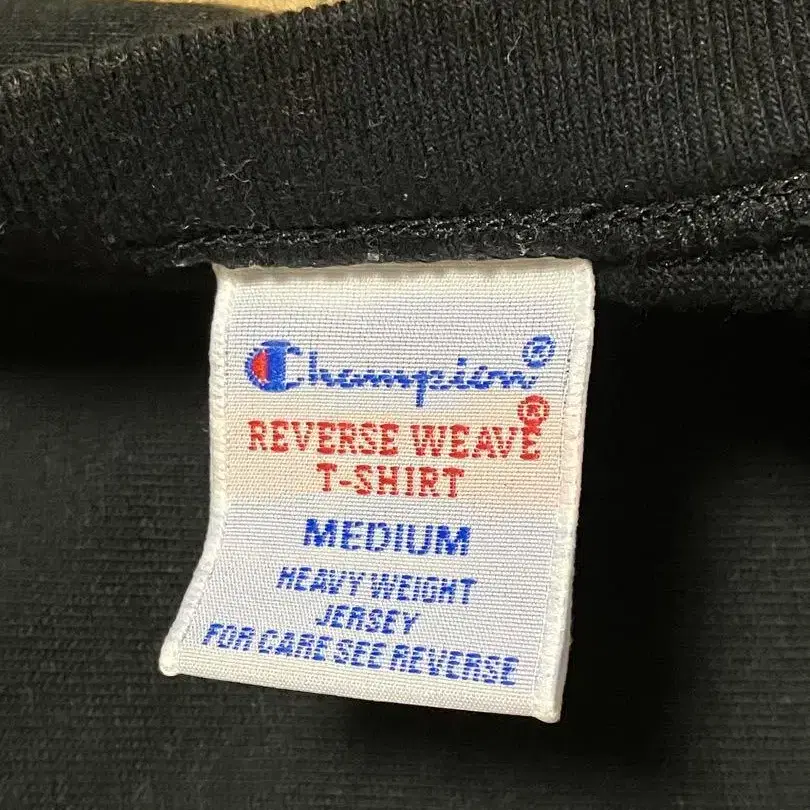 Champion®
REVERSE WEAVE®
T-SHIRT
MEDIUM
HEAVY WEIGHT
JERSEY
FOR CARE SEE REVERSE